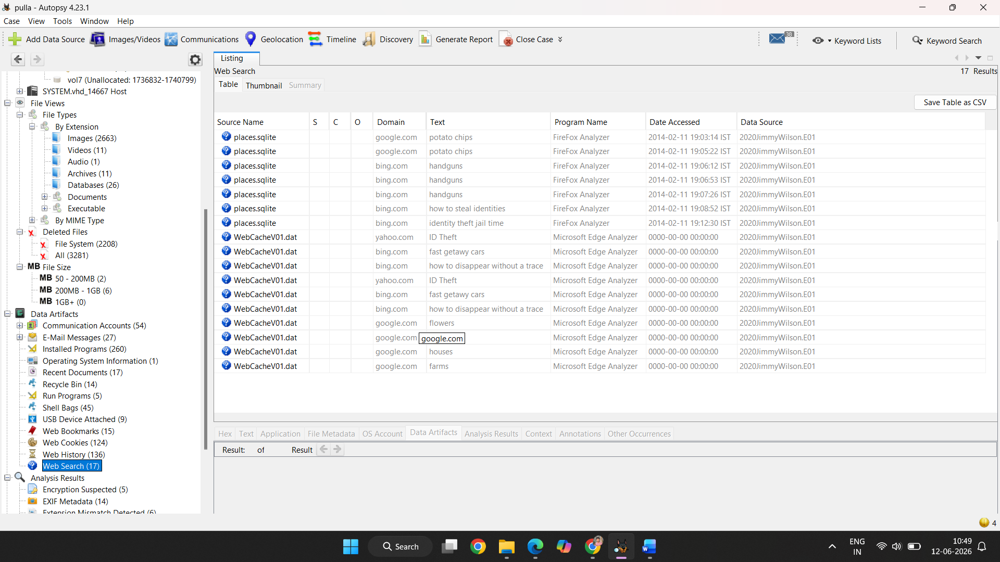 pulla - Autopsy 4.23.1
Case View Tools Window Help
Add Data Source Images/Videos Communications Geolocation Timeline Discovery Generate Report Close Case 38 Keyword Lists Keyword Search
vol7 (Unallocated: 1736832-1740799)
SYSTEM.vhd_14667 Host
File Views
File Types
By Extension
Images (2663)
Videos (11)
Audio (1)
Archives (11)
Databases (26)
Documents
Executable
By MIME Type
Deleted Files
File System (2208)
All (3281)
MB File Size
MB 50 - 200MB (2)
MB 200MB - 1GB (6)
MB 1GB+ (0)
Data Artifacts
Communication Accounts (54)
E-Mail Messages (27)
Installed Programs (260)
Operating System Information (1)
Recent Documents (17)
Recycle Bin (14)
Run Programs (5)
Shell Bags (45)
USB Device Attached (9)
Web Bookmarks (15)
Web Cookies (124)
Web History (136)
Web Search (17)
Analysis Results
Encryption Suspected (5)
EXIF Metadata (14)
Extension Mismatch Detected (6)
Listing
Web Search 17 Results
Table Thumbnail Summary
Save Table as CSV
Source Name S C O Domain Text Program Name Date Accessed Data Source
places.sqlite google.com potato chips FireFox Analyzer 2014-02-11 19:03:14 IST 2020JimmyWilson.E01
places.sqlite google.com potato chips FireFox Analyzer 2014-02-11 19:05:22 IST 2020JimmyWilson.E01
places.sqlite bing.com handguns FireFox Analyzer 2014-02-11 19:06:12 IST 2020JimmyWilson.E01
places.sqlite bing.com handguns FireFox Analyzer 2014-02-11 19:06:53 IST 2020JimmyWilson.E01
places.sqlite bing.com handguns FireFox Analyzer 2014-02-11 19:07:26 IST 2020JimmyWilson.E01
places.sqlite bing.com how to steal identities FireFox Analyzer 2014-02-11 19:08:52 IST 2020JimmyWilson.E01
places.sqlite bing.com identity theft jail time FireFox Analyzer 2014-02-11 19:12:30 IST 2020JimmyWilson.E01
WebCacheV01.dat yahoo.com ID Theft Microsoft Edge Analyzer 0000-00-00 00:00:00 2020JimmyWilson.E01
WebCacheV01.dat bing.com fast getawy cars Microsoft Edge Analyzer 0000-00-00 00:00:00 2020JimmyWilson.E01
WebCacheV01.dat bing.com how to disappear without a trace Microsoft Edge Analyzer 0000-00-00 00:00:00 2020JimmyWilson.E01
WebCacheV01.dat yahoo.com ID Theft Microsoft Edge Analyzer 0000-00-00 00:00:00 2020JimmyWilson.E01
WebCacheV01.dat bing.com fast getawy cars Microsoft Edge Analyzer 0000-00-00 00:00:00 2020JimmyWilson.E01
WebCacheV01.dat bing.com how to disappear without a trace Microsoft Edge Analyzer 0000-00-00 00:00:00 2020JimmyWilson.E01
WebCacheV01.dat google.com flowers Microsoft Edge Analyzer 0000-00-00 00:00:00 2020JimmyWilson.E01
WebCacheV01.dat google.com google.com Microsoft Edge Analyzer 0000-00-00 00:00:00 2020JimmyWilson.E01
WebCacheV01.dat google.com houses Microsoft Edge Analyzer 0000-00-00 00:00:00 2020JimmyWilson.E01
WebCacheV01.dat google.com farms Microsoft Edge Analyzer 0000-00-00 00:00:00 2020JimmyWilson.E01
Hex Text Application File Metadata OS Account Data Artifacts Analysis Results Context Annotations Other Occurrences
Result: of Result
4
Search
ENG
IN
10:49
12-06-2026